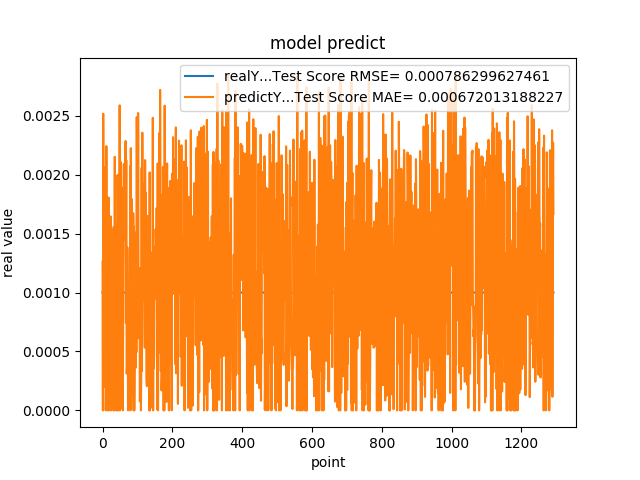 model predict
realY...Test Score RMSE= 0.000786299627461
predictY...Test Score MAE= 0.000672013188227
0.0025
0.0020
0.0015
0.0010
0.0005
0.0000
real value
0 200 400 600 800 1000 1200
point